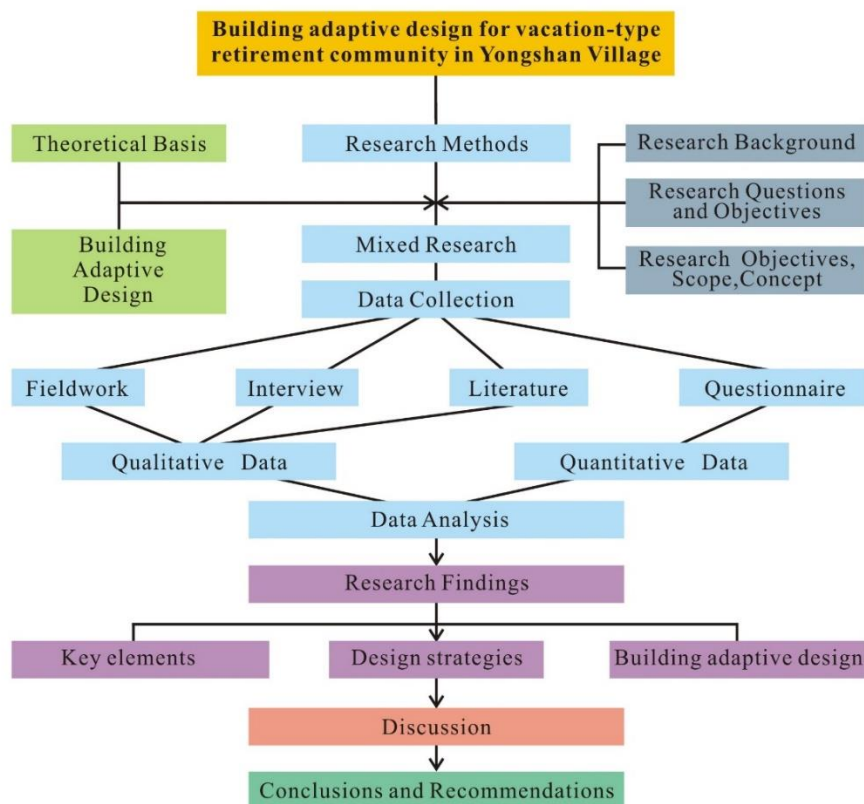 Building adaptive design for vacation-type
retirement community in Yongshan Village
Theoretical Basis
Research Methods
Research Background
Research Questions
and Objectives
Building
Adaptive
Design
Mixed Research
Research Objectives,
Scope,Concept
Data Collection
Fieldwork
Interview
Literature
Questionnaire
Qualitative Data
Quantitative Data
Data Analysis
Research Findings
Key elements
Design strategies
Building adaptive design
Discussion
Conclusions and Recommendations